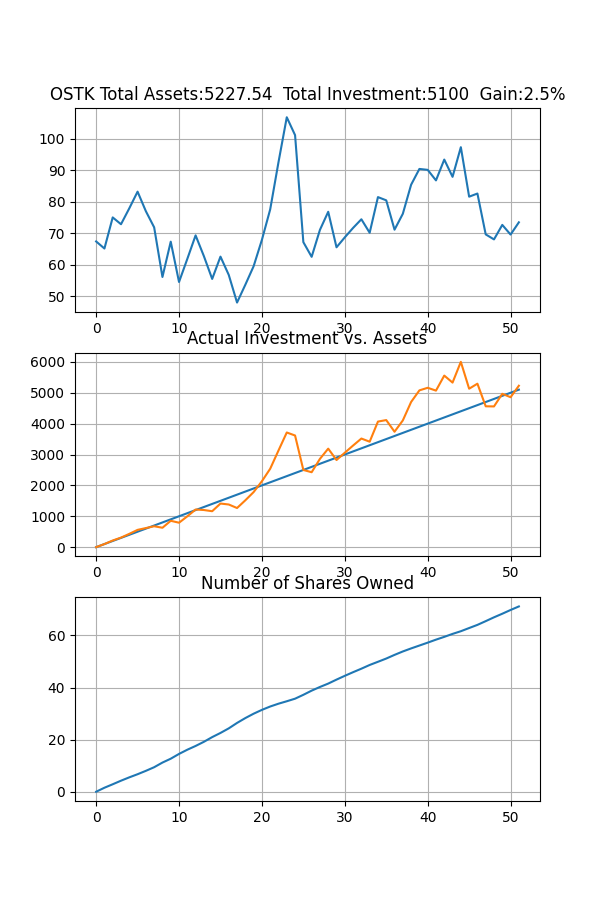 OSTK Total Assets:5227.54  Total Investment:5100  Gain:2.5%
100
90
80
70
60
50
0 10 20 30 40 50
Actual Investment vs. Assets
6000
5000
4000
3000
2000
1000
0
0 10 20 30 40 50
Number of Shares Owned
60
40
20
0
0 10 20 30 40 50